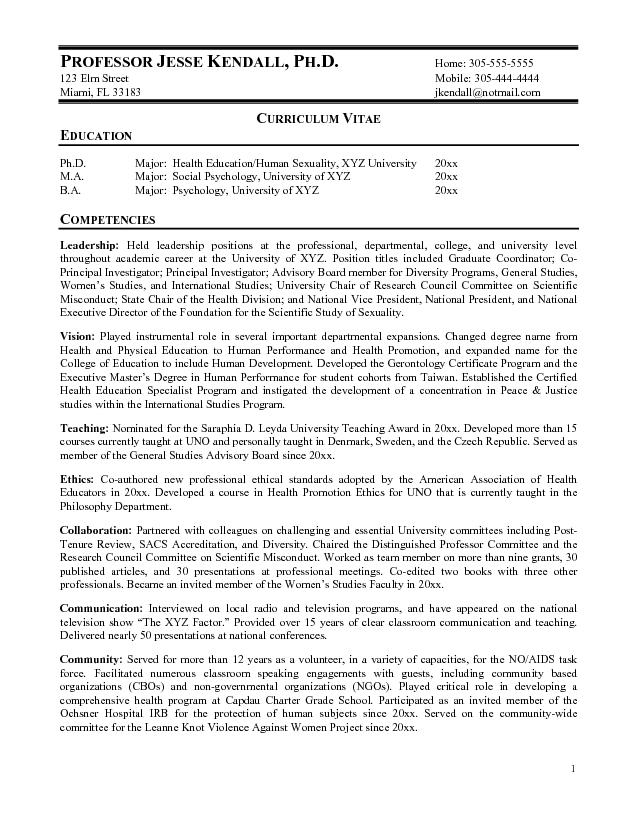 PROFESSOR JESSE KENDALL, PH.D.
Home: 305-555-5555
123 Elm Street
Mobile: 305-444-4444
Miami, FL 33183
jkendall@notmail.com
CURRICULUM VITAE
EDUCATION
Ph.D. Major: Health Education/Human Sexuality, XYZ University 20xx
M.A. Major: Social Psychology, University of XYZ 20xx
B.A. Major: Psychology, University of XYZ 20xx
COMPETENCIES
Leadership: Held leadership positions at the professional, departmental, college, and university level
throughout academic career at the University of XYZ. Position titles included Graduate Coordinator; Co-
Principal Investigator; Principal Investigator; Advisory Board member for Diversity Programs, General Studies,
Women's Studies, and International Studies; University Chair of Research Council Committee on Scientific
Misconduct; State Chair of the Health Division; and National Vice President, National President, and National
Executive Director of the Foundation for the Scientific Study of Sexuality.
Vision: Played instrumental role in several important departmental expansions. Changed degree name from
Health and Physical Education to Human Performance and Health Promotion, and expanded name for the
College of Education to include Human Development. Developed the Gerontology Certificate Program and the
Executive Master's Degree in Human Performance for student cohorts from Taiwan. Established the Certified
Health Education Specialist Program and instigated the development of a concentration in Peace & Justice
studies within the International Studies Program.
Teaching: Nominated for the Saraphia D. Leyda University Teaching Award in 20xx. Developed more than 15
courses currently taught at UNO and personally taught in Denmark, Sweden, and the Czech Republic. Served as
member of the General Studies Advisory Board since 20xx.
Ethics: Co-authored new professional ethical standards adopted by the American Association of Health
Educators in 20xx. Developed a course in Health Promotion Ethics for UNO that is currently taught in the
Philosophy Department.
Collaboration: Partnered with colleagues on challenging and essential University committees including Post-
Tenure Review, SACS Accreditation, and Diversity. Chaired the Distinguished Professor Committee and the
Research Council Committee on Scientific Misconduct. Worked as team member on more than nine grants, 30
published articles, and 30 presentations at professional meetings. Co-edited two books with three other
professionals. Became an invited member of the Women's Studies Faculty in 20xx.
Communication: Interviewed on local radio and television programs, and have appeared on the national
television show "The XYZ Factor." Provided over 15 years of clear classroom communication and teaching.
Delivered nearly 50 presentations at national conferences.
Community: Served for more than 12 years as a volunteer, in a variety of capacities, for the NO/AIDS task
force. Facilitated numerous classroom speaking engagements with guests, including community based
organizations (CBOs) and non-governmental organizations (NGOs). Played critical role in developing a
comprehensive health program at Capdau Charter Grade School. Participated as an invited member of the
Ochsner Hospital IRB for the protection of human subjects since 20xx. Served on the community-wide
committee for the Leanne Knot Violence Against Women Project since 20xx.
1